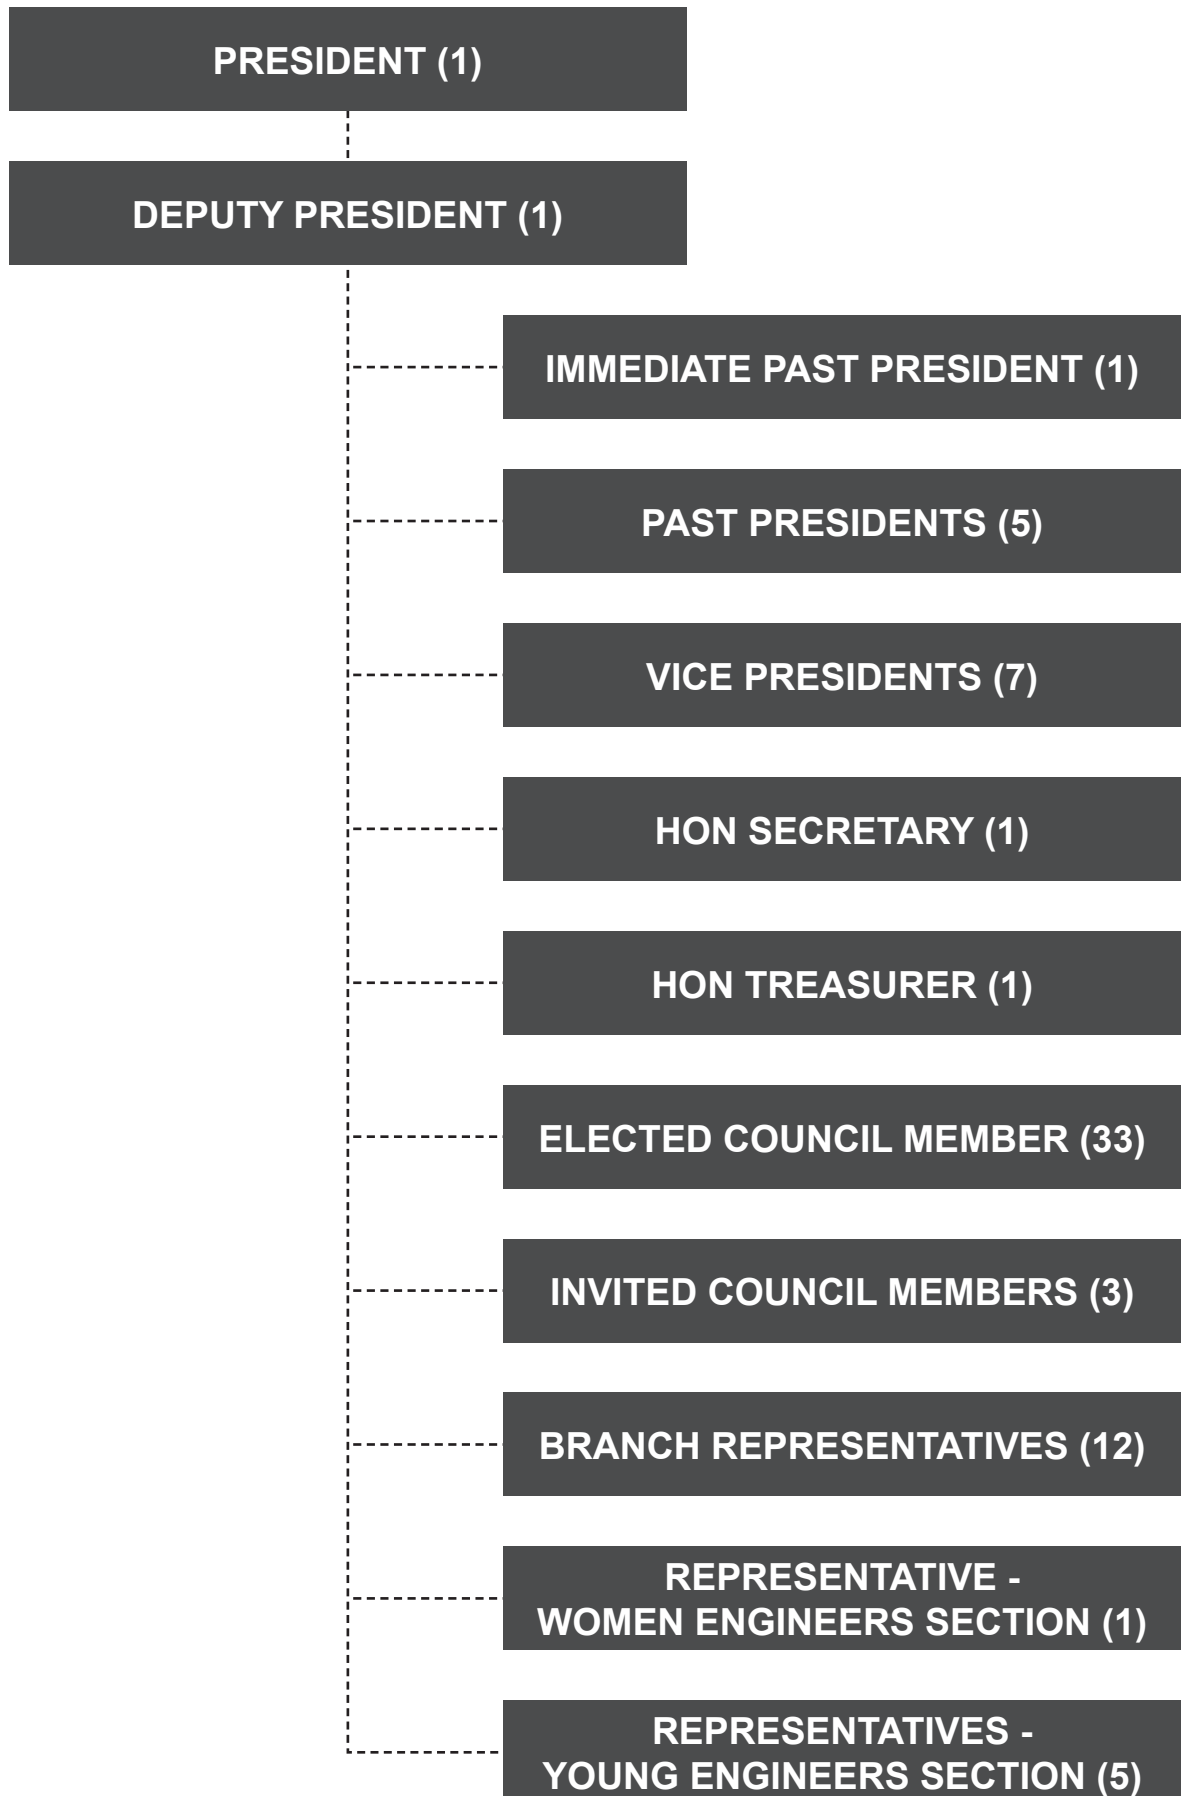 PRESIDENT (1)
DEPUTY PRESIDENT (1)
IMMEDIATE PAST PRESIDENT (1)
PAST PRESIDENTS (5)
VICE PRESIDENTS (7)
HON SECRETARY (1)
HON TREASURER (1)
ELECTED COUNCIL MEMBER (33)
INVITED COUNCIL MEMBERS (3)
BRANCH REPRESENTATIVES (12)
REPRESENTATIVE -
WOMEN ENGINEERS SECTION (1)
REPRESENTATIVES -
YOUNG ENGINEERS SECTION (5)